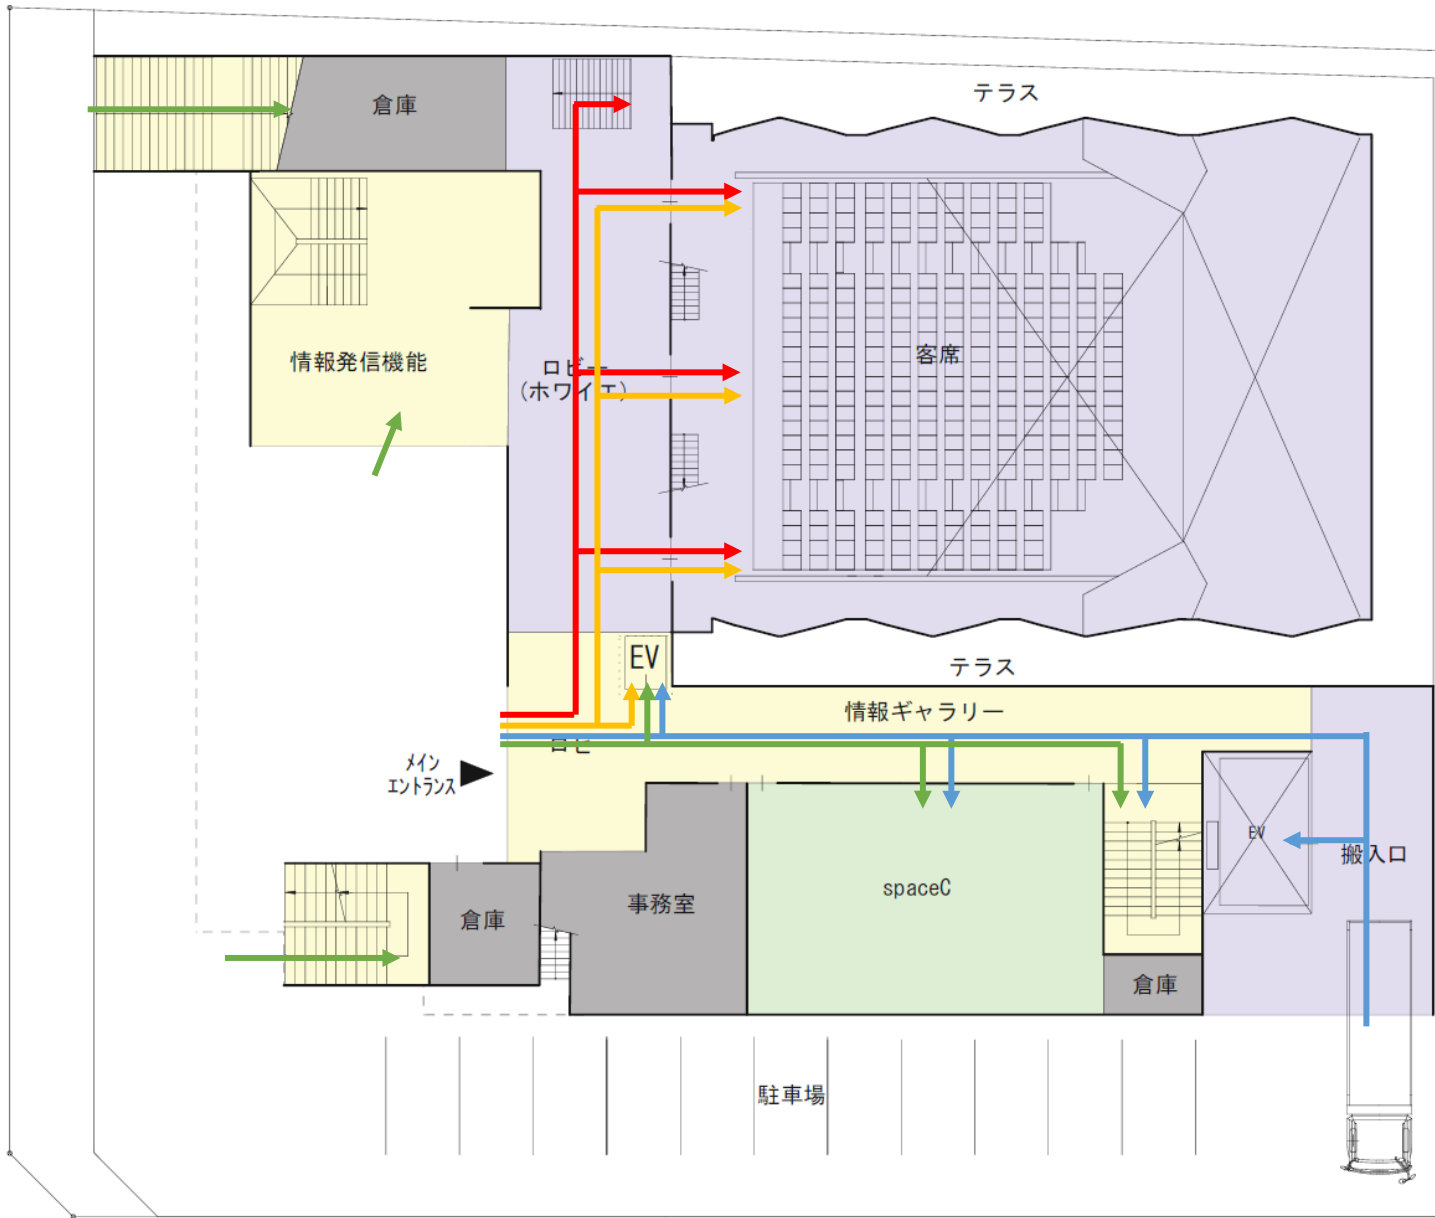 テラス
倉庫
情報発信機能
ロビー
(ホワイエ)
客席
EV
テラス
情報ギャラリー
ロビ
メイン
エントランス
EV
搬入口
spaceC
事務室
倉庫
倉庫
駐車場